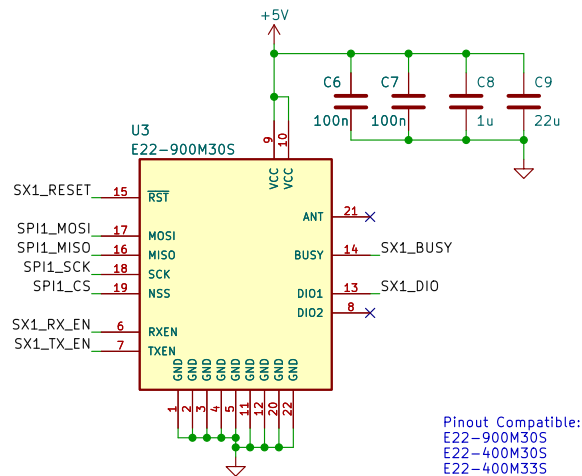 +5V
C6 C7 C8 C9
100n 100n 1u 22u
U3
E22-900M30S
9 10
VCC VCC
SX1_RESET 15 RST
ANT 21
SPI1_MOSI 17 MOSI
SPI1_MISO 16 MISO BUSY 14 SX1_BUSY
SPI1_SCK 18 SCK
SPI1_CS 19 NSS DIO1 13 SX1_DIO
DIO2 8
SX1_RX_EN 6 RXEN
SX1_TX_EN 7 TXEN
GND GND GND GND GND GND GND GND GND
1 2 3 4 5 11 12 20 22
Pinout Compatible:
E22-900M30S
E22-400M30S
E22-400M33S